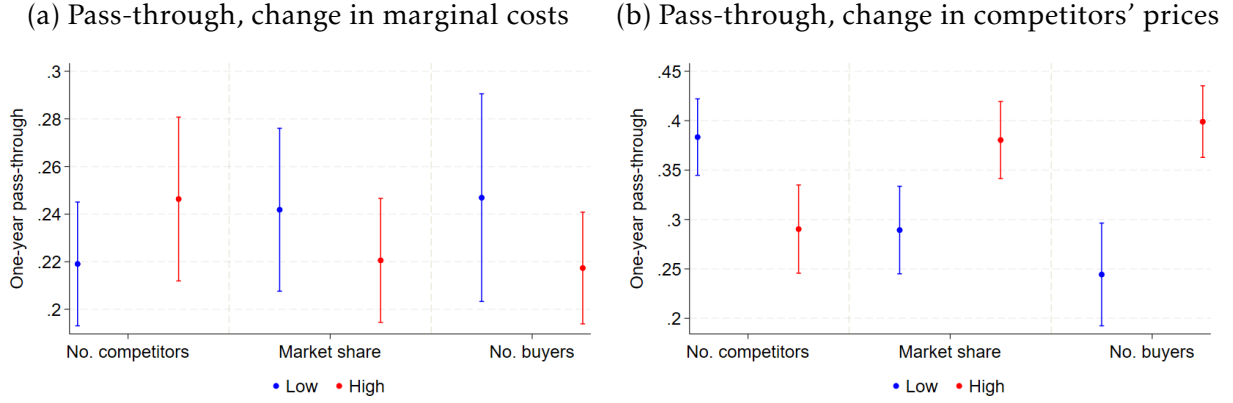 (a) Pass-through, change in marginal costs
(b) Pass-through, change in competitors’ prices
One-year pass-through
.3
.28
.26
.24
.22
.2
No. competitors Market share No. buyers
Low High
One-year pass-through
.45
.4
.35
.3
.25
.2
No. competitors Market share No. buyers
Low High